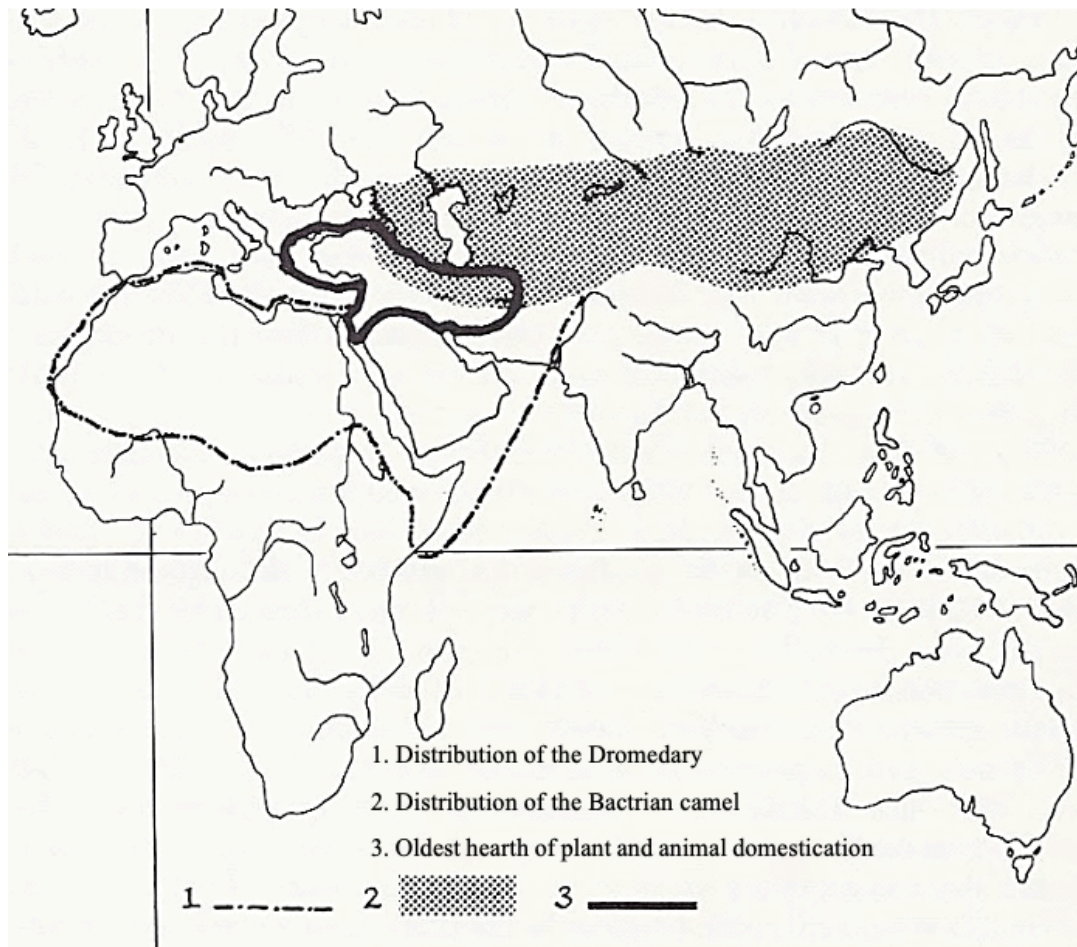 1. Distribution of the Dromedary
2. Distribution of the Bactrian camel
3. Oldest hearth of plant and animal domestication
1 2 3